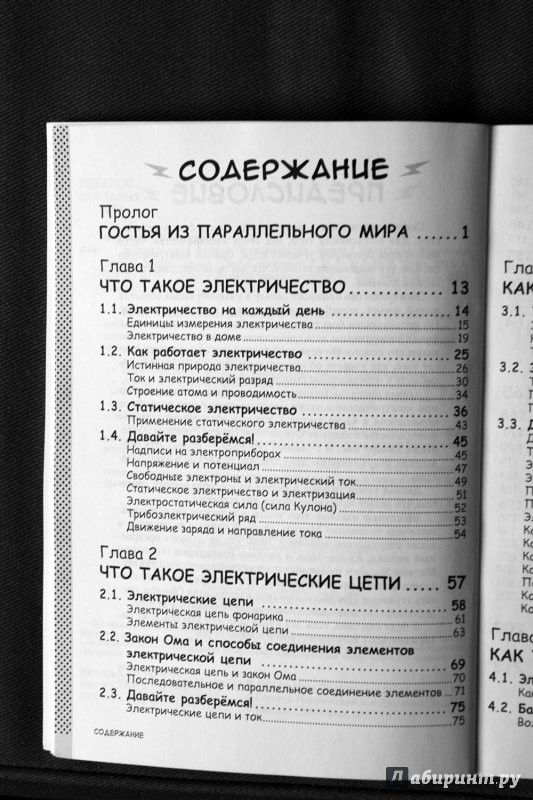 СОДЕРЖАНИЕ
Пролог
ГОСТЬЯ ИЗ ПАРАЛЛЕЛЬНОГО МИРА ...... 1
Глава 1
ЧТО ТАКОЕ ЭЛЕКТРИЧЕСТВО ............. 13
1.1. Электричество на каждый день ..................... 14
Единицы измерения электричества ..................... 15
Электричество в доме ..................... 19
1.2. Как работает электричество ..................... 25
Истинная природа электричества ..................... 26
Ток и электрический разряд ..................... 30
Строение атома и проводимость ..................... 34
1.3. Статическое электричество ..................... 36
Применение статического электричества ..................... 43
1.4. Давайте разберёмся! ..................... 45
Надписи на электроприборах ..................... 45
Напряжение и потенциал ..................... 47
Свободные электроны и электрический ток ..................... 49
Статическое электричество и электризация ..................... 51
Электростатическая сила (сила Кулона) ..................... 52
Трибоэлектрический ряд ..................... 53
Движение заряда и направление тока ..................... 54
Глава 2
ЧТО ТАКОЕ ЭЛЕКТРИЧЕСКИЕ ЦЕПИ ..... 57
2.1. Электрические цепи ..................... 58
Электрическая цепь фонарика ..................... 61
Элементы электрической цепи ..................... 63
2.2. Закон Ома и способы соединения элементов
электрической цепи ..................... 69
Электрическая цепь и закон Ома ..................... 70
Последовательное и параллельное соединение элементов .... 71
2.3. Давайте разберёмся! ..................... 75
Электрические цепи и ток ..................... 75
СОДЕРЖАНИЕ
Глав
КАК
3.1.
3.2.
3.3.
Глава
КАК
4.1. Эл
Как
4.2. Ба
Вол
Лабиринт.ру